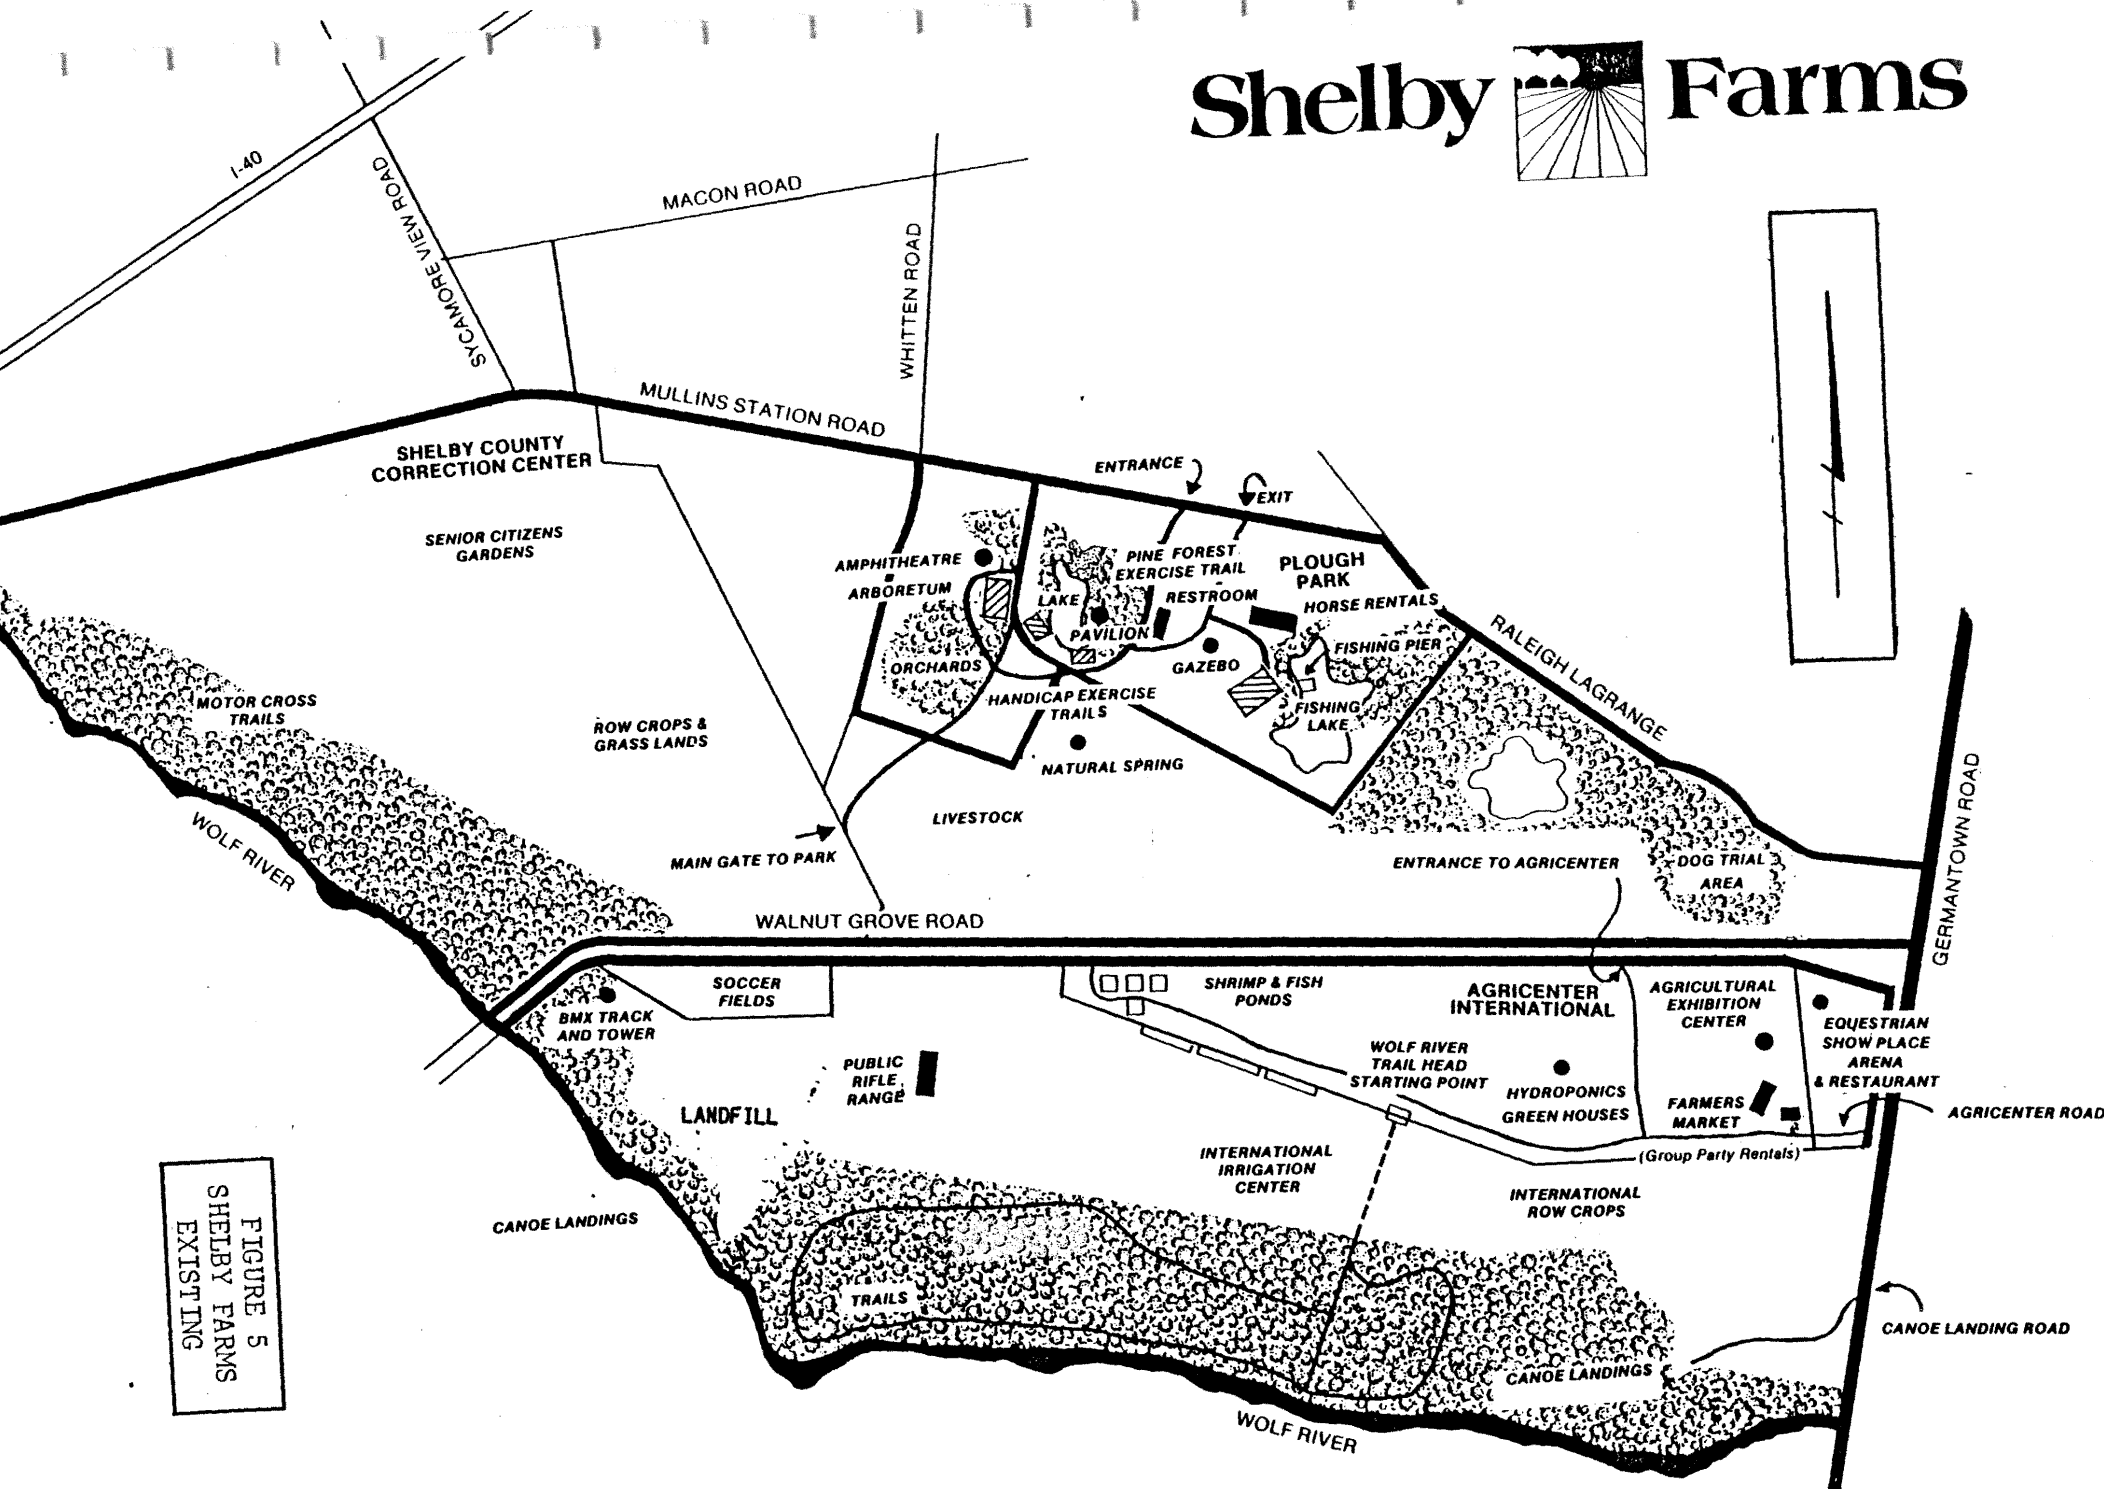 Shelby Farms
I-40
SYCAMORE VIEW ROAD
MACON ROAD
WHITTEN ROAD
MULLINS STATION ROAD
SHELBY COUNTY
CORRECTION CENTER
ENTRANCE
EXIT
SENIOR CITIZENS
GARDENS
AMPHITHEATRE
ARBORETUM
PINE FOREST
EXERCISE TRAIL
PLOUGH
PARK
LAKE
RESTROOM
HORSE RENTALS
PAVILION
RALEIGH LAGRANGE
ORCHARDS
GAZEBO
FISHING PIER
HANDICAP EXERCISE
TRAILS
FISHING
LAKE
MOTOR CROSS
TRAILS
ROW CROPS &
GRASS LANDS
NATURAL SPRING
LIVESTOCK
WOLF RIVER
MAIN GATE TO PARK
ENTRANCE TO AGRICENTER
DOG TRIAL
AREA
GERMANTOWN ROAD
WALNUT GROVE ROAD
SOCCER
FIELDS
SHRIMP & FISH
PONDS
AGRICENTER
INTERNATIONAL
AGRICULTURAL
EXHIBITION
CENTER
BMX TRACK
AND TOWER
EQUESTRIAN
SHOW PLACE
ARENA
& RESTAURANT
PUBLIC
RIFLE
RANGE
WOLF RIVER
TRAIL HEAD
STARTING POINT
HYDROPONICS
GREEN HOUSES
FARMERS
MARKET
AGRICENTER ROAD
LANDFILL
(Group Party Rentals)
INTERNATIONAL
IRRIGATION
CENTER
INTERNATIONAL
ROW CROPS
CANOE LANDINGS
TRAILS
CANOE LANDING ROAD
CANOE LANDINGS
WOLF RIVER
FIGURE 5
SHELBY FARMS
EXISTING